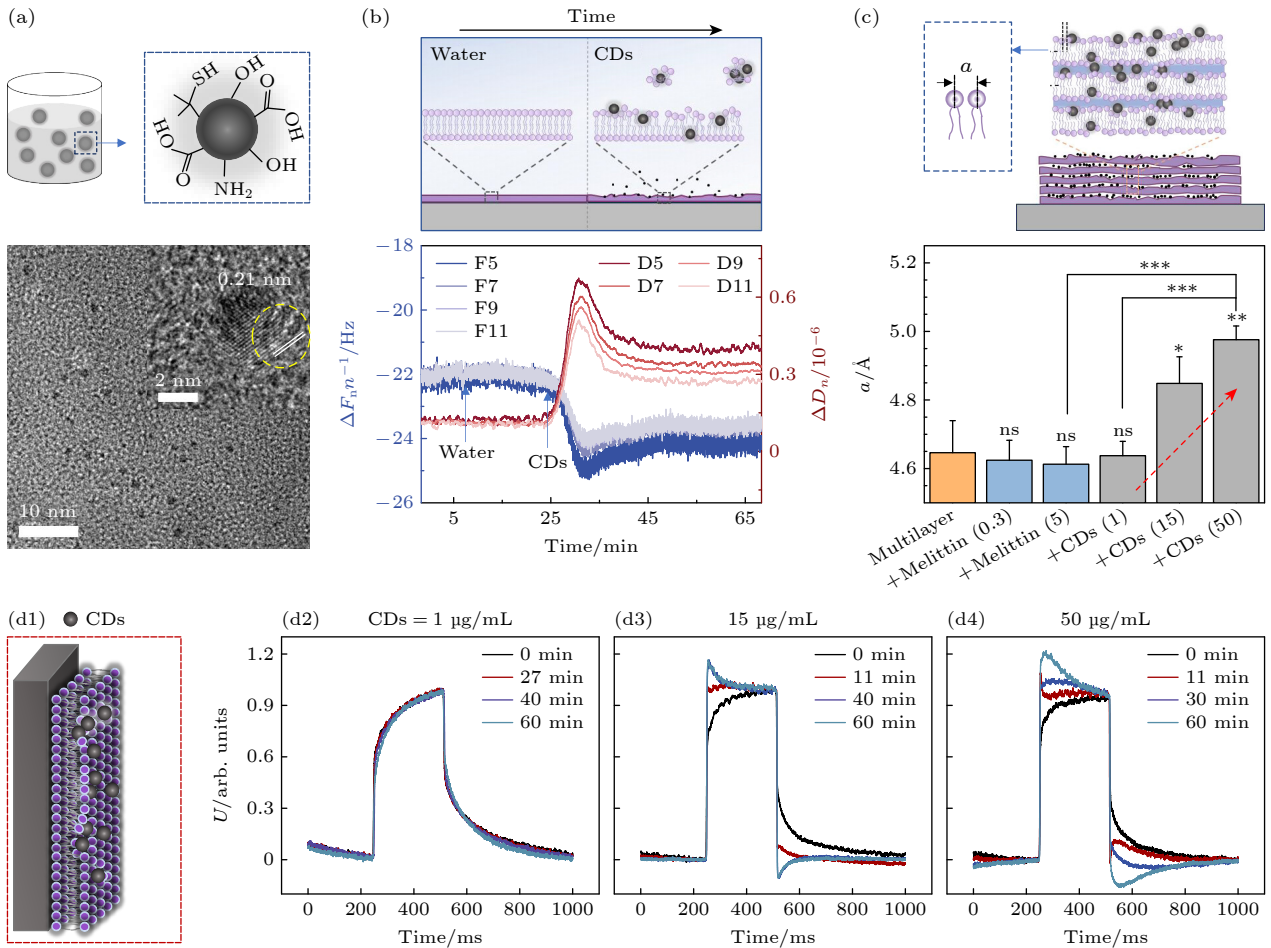 (a)
SH
OH
O
OH
HO
O
OH
NH₂
0.21 nm
2 nm
10 nm
(b)
Time
Water
CDs
−18
−20
−22
−24
−26
ΔFₙn⁻¹/Hz
F5
F7
F9
F11
D5
D7
D9
D11
Water
CDs
0.6
0.3
0
ΔDₙ/10⁻⁶
5
25
45
65
Time/min
(c)
a
5.2
5.0
4.8
4.6
a/Å
ns
ns
ns
*
**
***
***
Multilayer
+Melittin (0.3)
+Melittin (5)
+CDs (1)
+CDs (15)
+CDs (50)
(d1)
CDs
(d2)
CDs = 1 µg/mL
1.2
0.9
0.6
0.3
0
U/arb. units
0 min
27 min
40 min
60 min
0
200
400
600
800
1000
Time/ms
(d3)
15 µg/mL
0 min
11 min
40 min
60 min
0
200
400
600
800
1000
Time/ms
(d4)
50 µg/mL
0 min
11 min
30 min
60 min
0
200
400
600
800
1000
Time/ms